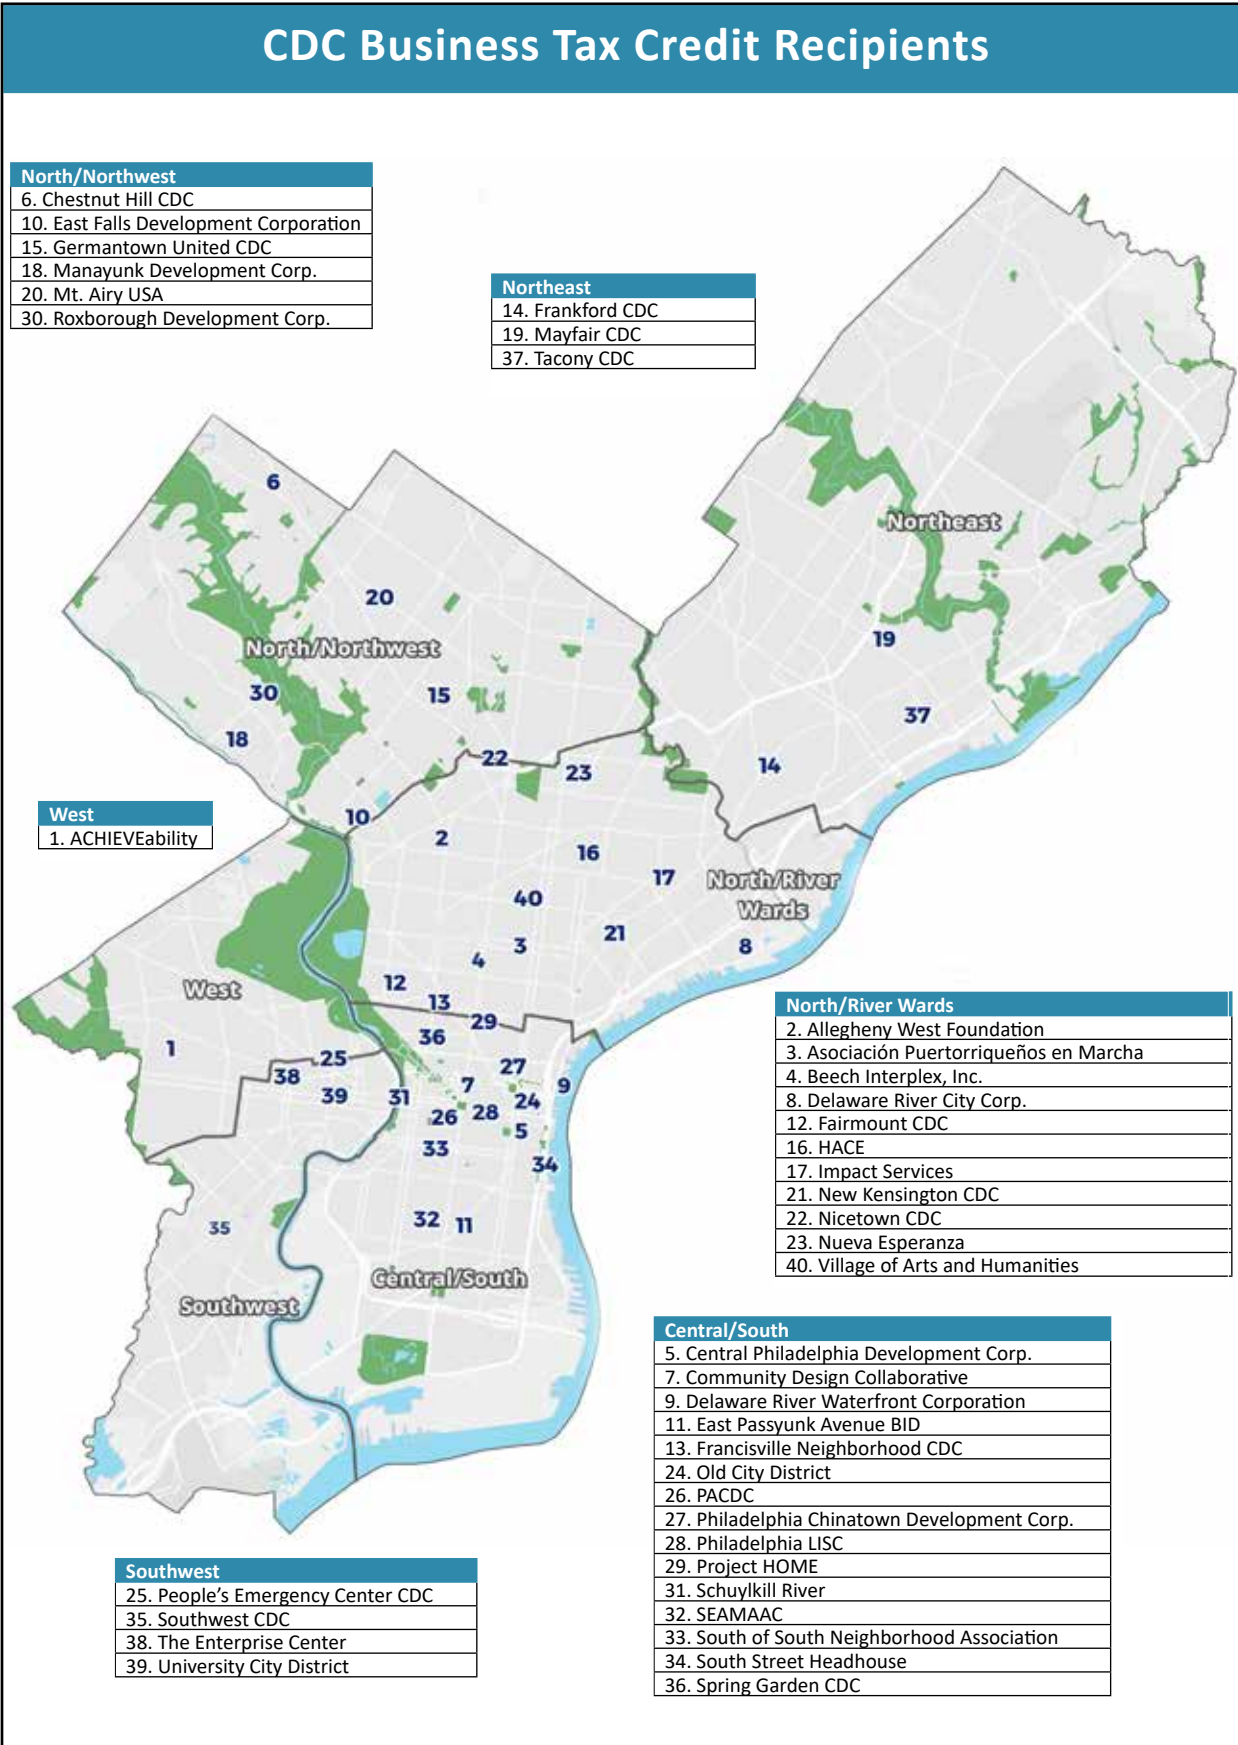 CDC Business Tax Credit Recipients
North/Northwest
6. Chestnut Hill CDC
10. East Falls Development Corporation
15. Germantown United CDC
18. Manayunk Development Corp.
20. Mt. Airy USA
30. Roxborough Development Corp.
Northeast
14. Frankford CDC
19. Mayfair CDC
37. Tacony CDC
6
Northeast
20
19
North/Northwest
30
15
37
18
22
23
14
West
1. ACHIEVEability
10
2
16
17
North/River
Wards
40
21
3
8
4
West
12
13
29
36
1
25
27
38
7
9
39
31
24
26
28
5
33
34
32
11
35
Central/South
Southwest
North/River Wards
2. Allegheny West Foundation
3. Asociación Puertorriqueños en Marcha
4. Beech Interplex, Inc.
8. Delaware River City Corp.
12. Fairmount CDC
16. HACE
17. Impact Services
21. New Kensington CDC
22. Nicetown CDC
23. Nueva Esperanza
40. Village of Arts and Humanities
Central/South
5. Central Philadelphia Development Corp.
7. Community Design Collaborative
9. Delaware River Waterfront Corporation
11. East Passyunk Avenue BID
13. Francisville Neighborhood CDC
24. Old City District
26. PACDC
27. Philadelphia Chinatown Development Corp.
28. Philadelphia LISC
29. Project HOME
31. Schuylkill River
32. SEAMAAC
33. South of South Neighborhood Association
34. South Street Headhouse
36. Spring Garden CDC
Southwest
25. People's Emergency Center CDC
35. Southwest CDC
38. The Enterprise Center
39. University City District